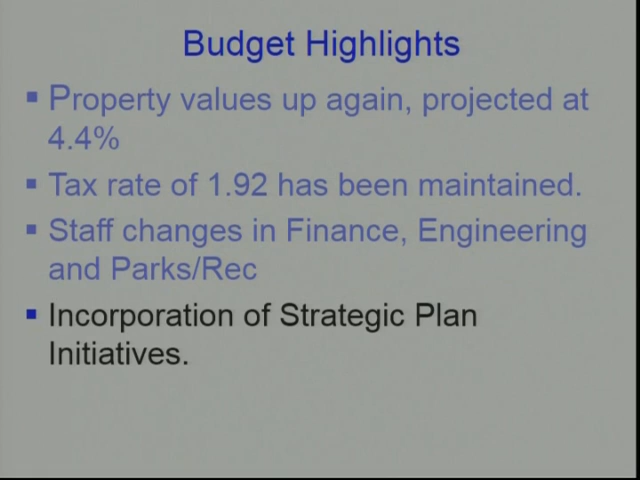 Budget Highlights
▪ Property values up again, projected at
4.4%
▪ Tax rate of 1.92 has been maintained.
▪ Staff changes in Finance, Engineering
and Parks/Rec
▪ Incorporation of Strategic Plan
Initiatives.